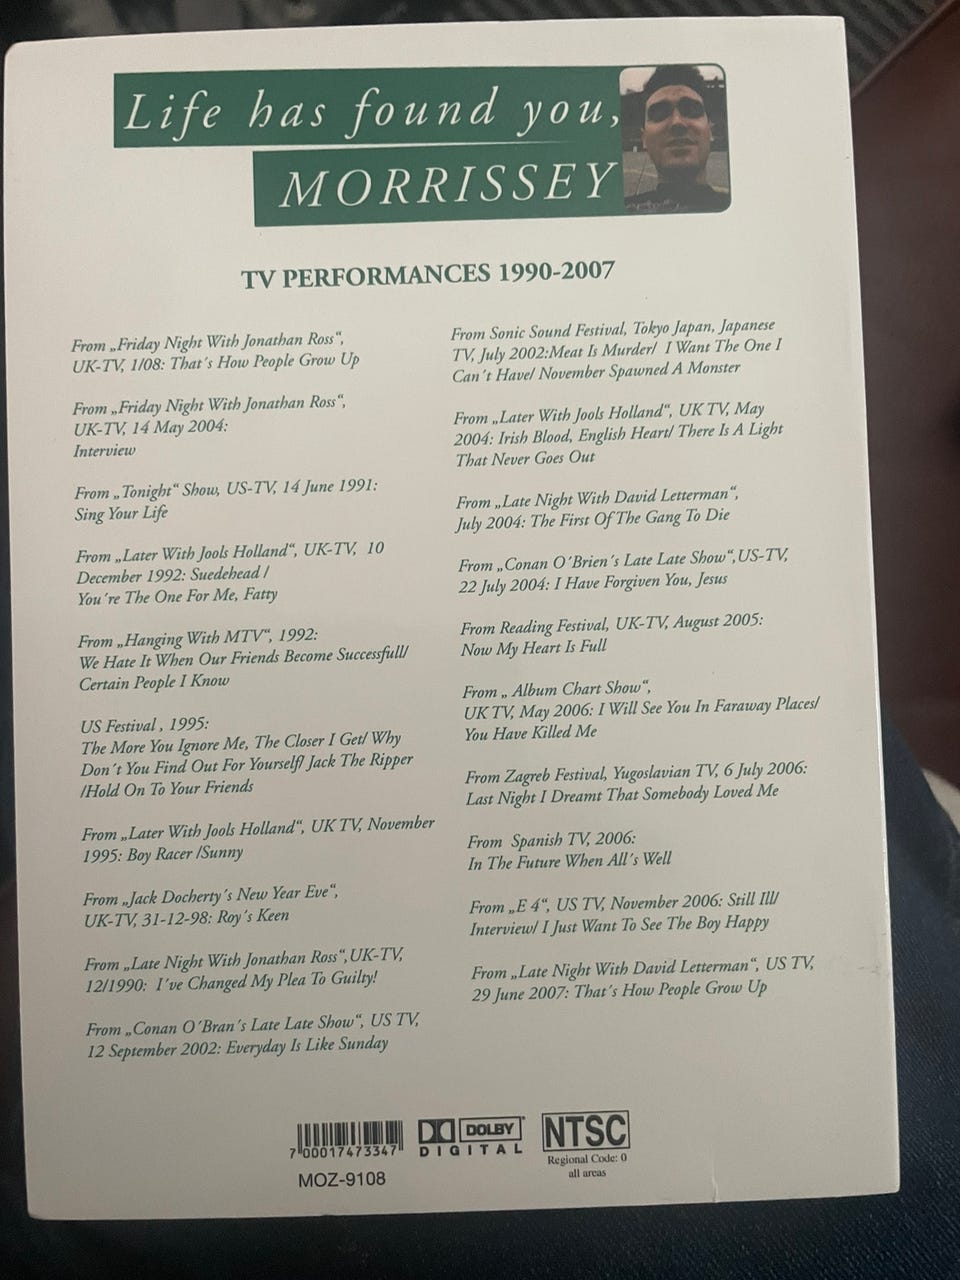 Life has found you,
MORRISSEY
TV PERFORMANCES 1990-2007
From „Friday Night With Jonathan Ross“,
UK-TV, 1/08: That´s How People Grow Up
From „Friday Night With Jonathan Ross“,
UK-TV, 14 May 2004:
Interview
From „Tonight“ Show, US-TV, 14 June 1991:
Sing Your Life
From „Later With Jools Holland“, UK-TV, 10
December 1992: Suedehead /
You´re The One For Me, Fatty
From „Hanging With MTV“, 1992:
We Hate It When Our Friends Become Successfull/
Certain People I Know
US Festival , 1995:
The More You Ignore Me, The Closer I Get/ Why
Don´t You Find Out For Yourself/ Jack The Ripper
/Hold On To Your Friends
From „Later With Jools Holland“, UK TV, November
1995: Boy Racer /Sunny
From „Jack Docherty´s New Year Eve“,
UK-TV, 31-12-98: Roy´s Keen
From „Late Night With Jonathan Ross“,UK-TV,
12/1990: I´ve Changed My Plea To Guilty!
From „Conan O´Bran´s Late Late Show“, US TV,
12 September 2002: Everyday Is Like Sunday
From Sonic Sound Festival, Tokyo Japan, Japanese
TV, July 2002:Meat Is Murder/ I Want The One I
Can´t Have/ November Spawned A Monster
From „Later With Jools Holland“, UK TV, May
2004: Irish Blood, English Heart/ There Is A Light
That Never Goes Out
From „Late Night With David Letterman“,
July 2004: The First Of The Gang To Die
From „Conan O´Brien´s Late Late Show“,US-TV,
22 July 2004: I Have Forgiven You, Jesus
From Reading Festival, UK-TV, August 2005:
Now My Heart Is Full
From „ Album Chart Show“,
UK TV, May 2006: I Will See You In Faraway Places/
You Have Killed Me
From Zagreb Festival, Yugoslavian TV, 6 July 2006:
Last Night I Dreamt That Somebody Loved Me
From Spanish TV, 2006:
In The Future When All´s Well
From „E 4“, US TV, November 2006: Still Ill/
Interview/ I Just Want To See The Boy Happy
From „Late Night With David Letterman“, US TV,
29 June 2007: That´s How People Grow Up
7 00017 47334 7
MOZ-9108
DOLBY
DIGITAL
NTSC
Regional Code: 0
all areas